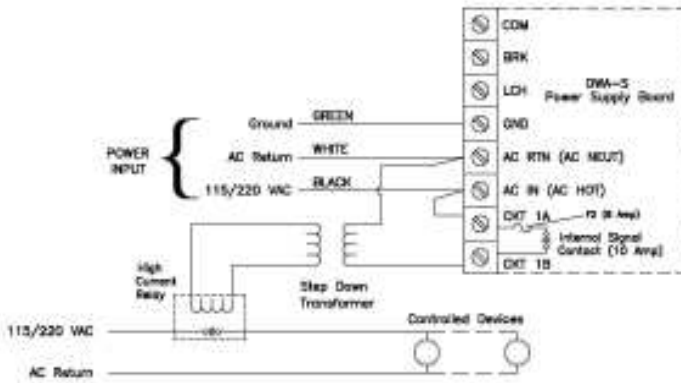 COM
BRK
LCH
DWA-S
Power Supply Board
GND
AC RTN (AC NEUT)
AC IN (AC HOT)
CKT 1A
F2 (8 Amp)
Internal Signal
Contact (10 Amp)
CKT 1B
POWER
INPUT
Ground
GREEN
AC Return
WHITE
115/220 VAC
BLACK
High
Current
Relay
Step Down
Transformer
Controlled Devices
115/220 VAC
AC Return